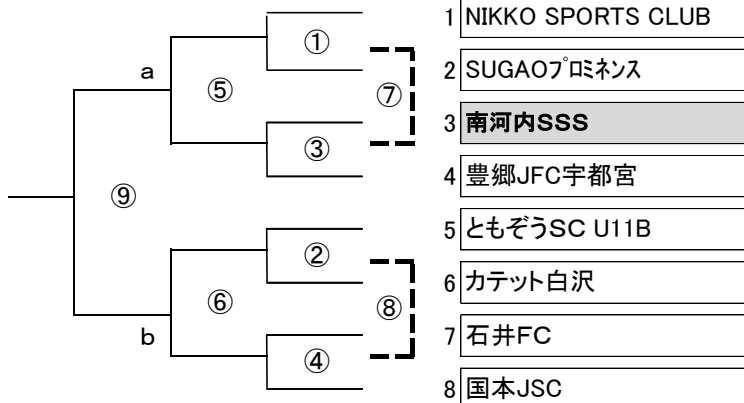 1 NIKKO SPORTS CLUB
①
a
2 SUGAOプロミネンス
⑤
⑦
3 南河内SSS
③
4 豊郷JFC宇都宮
⑨
5 ともぞうSC U11B
②
6 カテット白沢
⑥
⑧
7 石井FC
b
④
8 国本JSC